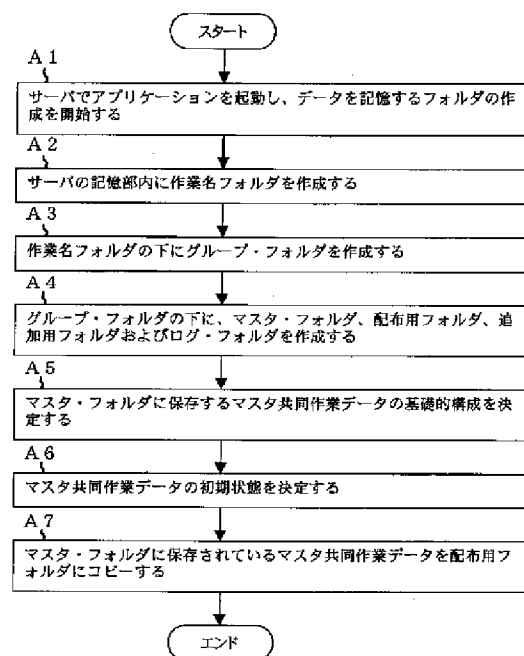 スタート
A1
サーバでアプリケーションを起動し、データを記憶するフォルダの作
成を開始する
A2
サーバの記憶部内に作業名フォルダを作成する
A3
作業名フォルダの下にグループ・フォルダを作成する
A4
グループ・フォルダの下に、マスタ・フォルダ、配布用フォルダ、追
加用フォルダおよびログ・フォルダを作成する
A5
マスタ・フォルダに保存するマスタ共同作業データの基礎的構成を決
定する
A6
マスタ共同作業データの初期状態を決定する
A7
マスタ・フォルダに保存されているマスタ共同作業データを配布用フ
ォルダにコピーする
エンド